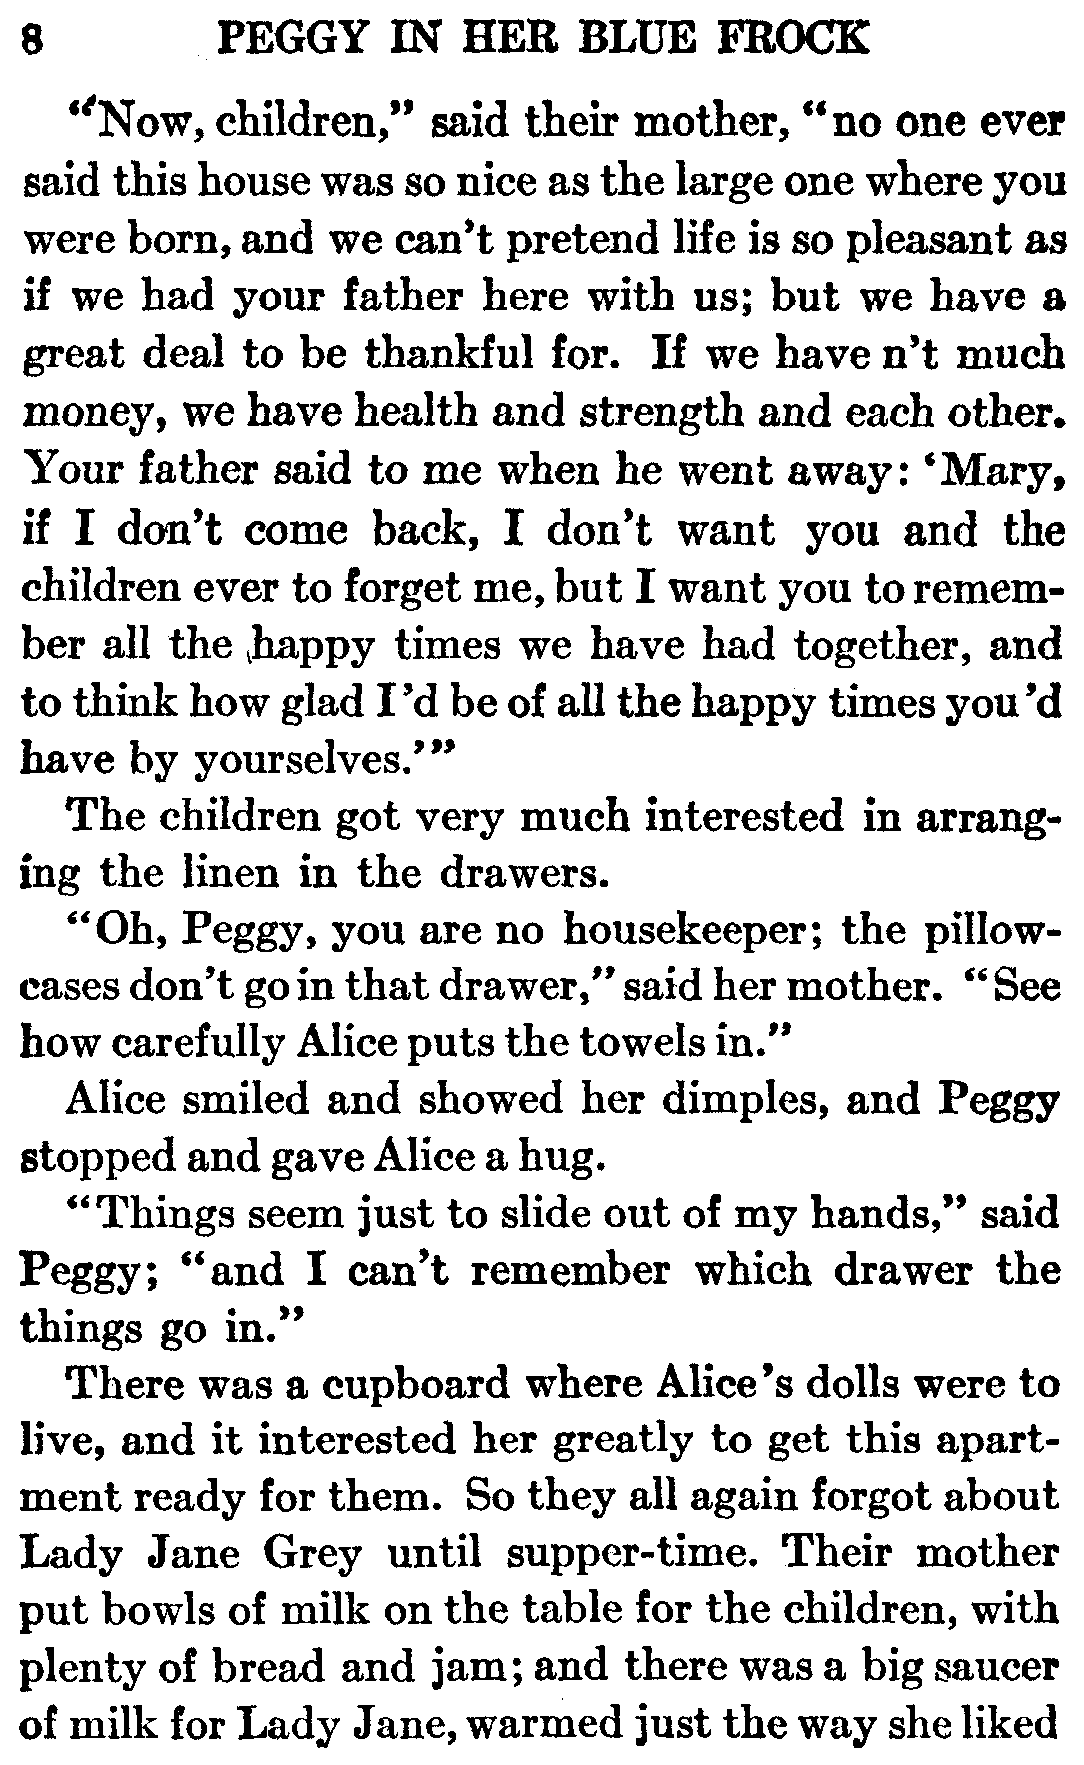 8 PEGGY IN HER BLUE FROCK
"Now, children," said their mother, "no one ever
said this house was so nice as the large one where you
were born, and we can't pretend life is so pleasant as
if we had your father here with us; but we have a
great deal to be thankful for. If we have n't much
money, we have health and strength and each other.
Your father said to me when he went away: 'Mary,
if I don't come back, I don't want you and the
children ever to forget me, but I want you to remem-
ber all the happy times we have had together, and
to think how glad I'd be of all the happy times you'd
have by yourselves.'"
The children got very much interested in arrang-
ing the linen in the drawers.
"Oh, Peggy, you are no housekeeper; the pillow-
cases don't go in that drawer," said her mother. "See
how carefully Alice puts the towels in."
Alice smiled and showed her dimples, and Peggy
stopped and gave Alice a hug.
"Things seem just to slide out of my hands," said
Peggy; "and I can't remember which drawer the
things go in."
There was a cupboard where Alice's dolls were to
live, and it interested her greatly to get this apart-
ment ready for them. So they all again forgot about
Lady Jane Grey until supper-time. Their mother
put bowls of milk on the table for the children, with
plenty of bread and jam; and there was a big saucer
of milk for Lady Jane, warmed just the way she liked